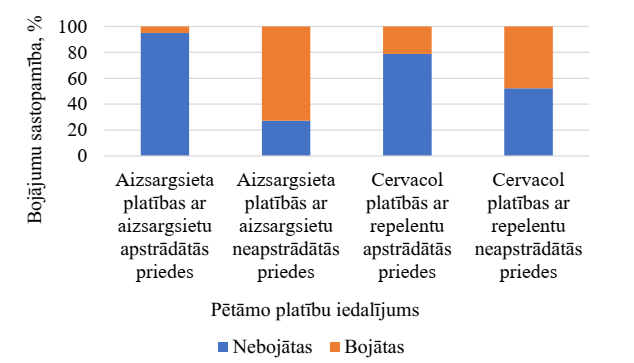 Bojājumu sastopamība, %
100
80
60
40
20
0
Aizsargsieta
platības ar
aizsargsietu
apstrādātās
priedes
Aizsargsieta
platībās ar
aizsargsietu
neapstrādātās
priedes
Cervacol
platībās ar
repelentu
apstrādātās
priedes
Cervacol
platības ar
repelentu
neapstrādātās
priedes
Pētāmo platību iedalījums
Nebojātas
Bojātas